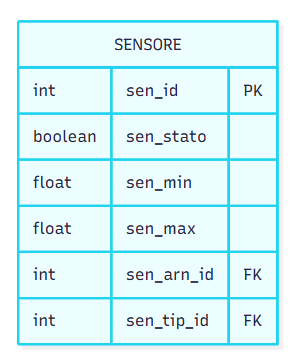 SENSORE
int sen_id PK
boolean sen_stato
float sen_min
float sen_max
int sen_arn_id FK
int sen_tip_id FK